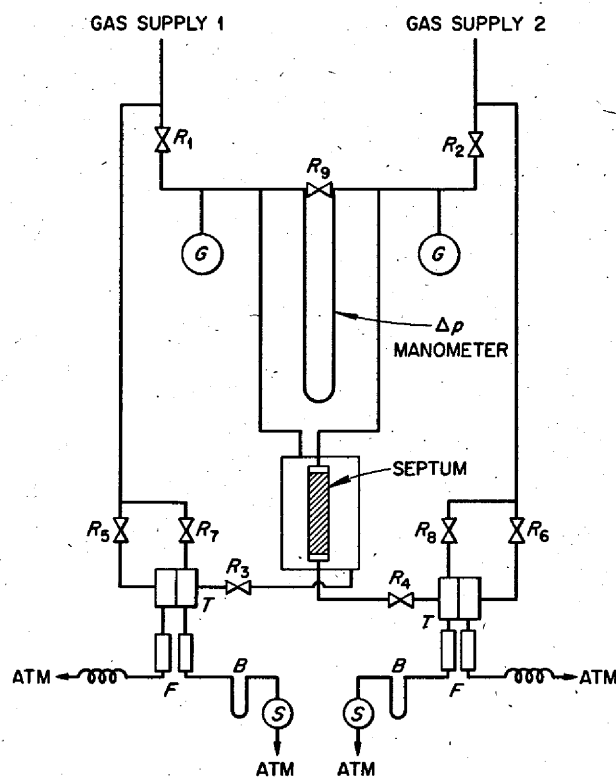 GAS SUPPLY 1
GAS SUPPLY 2
R1
R2
R9
G
G
Δp
MANOMETER
SEPTUM
R5
R7
R3
R4
R8
R6
T
T
F
F
B
B
S
S
ATM
ATM
ATM
ATM